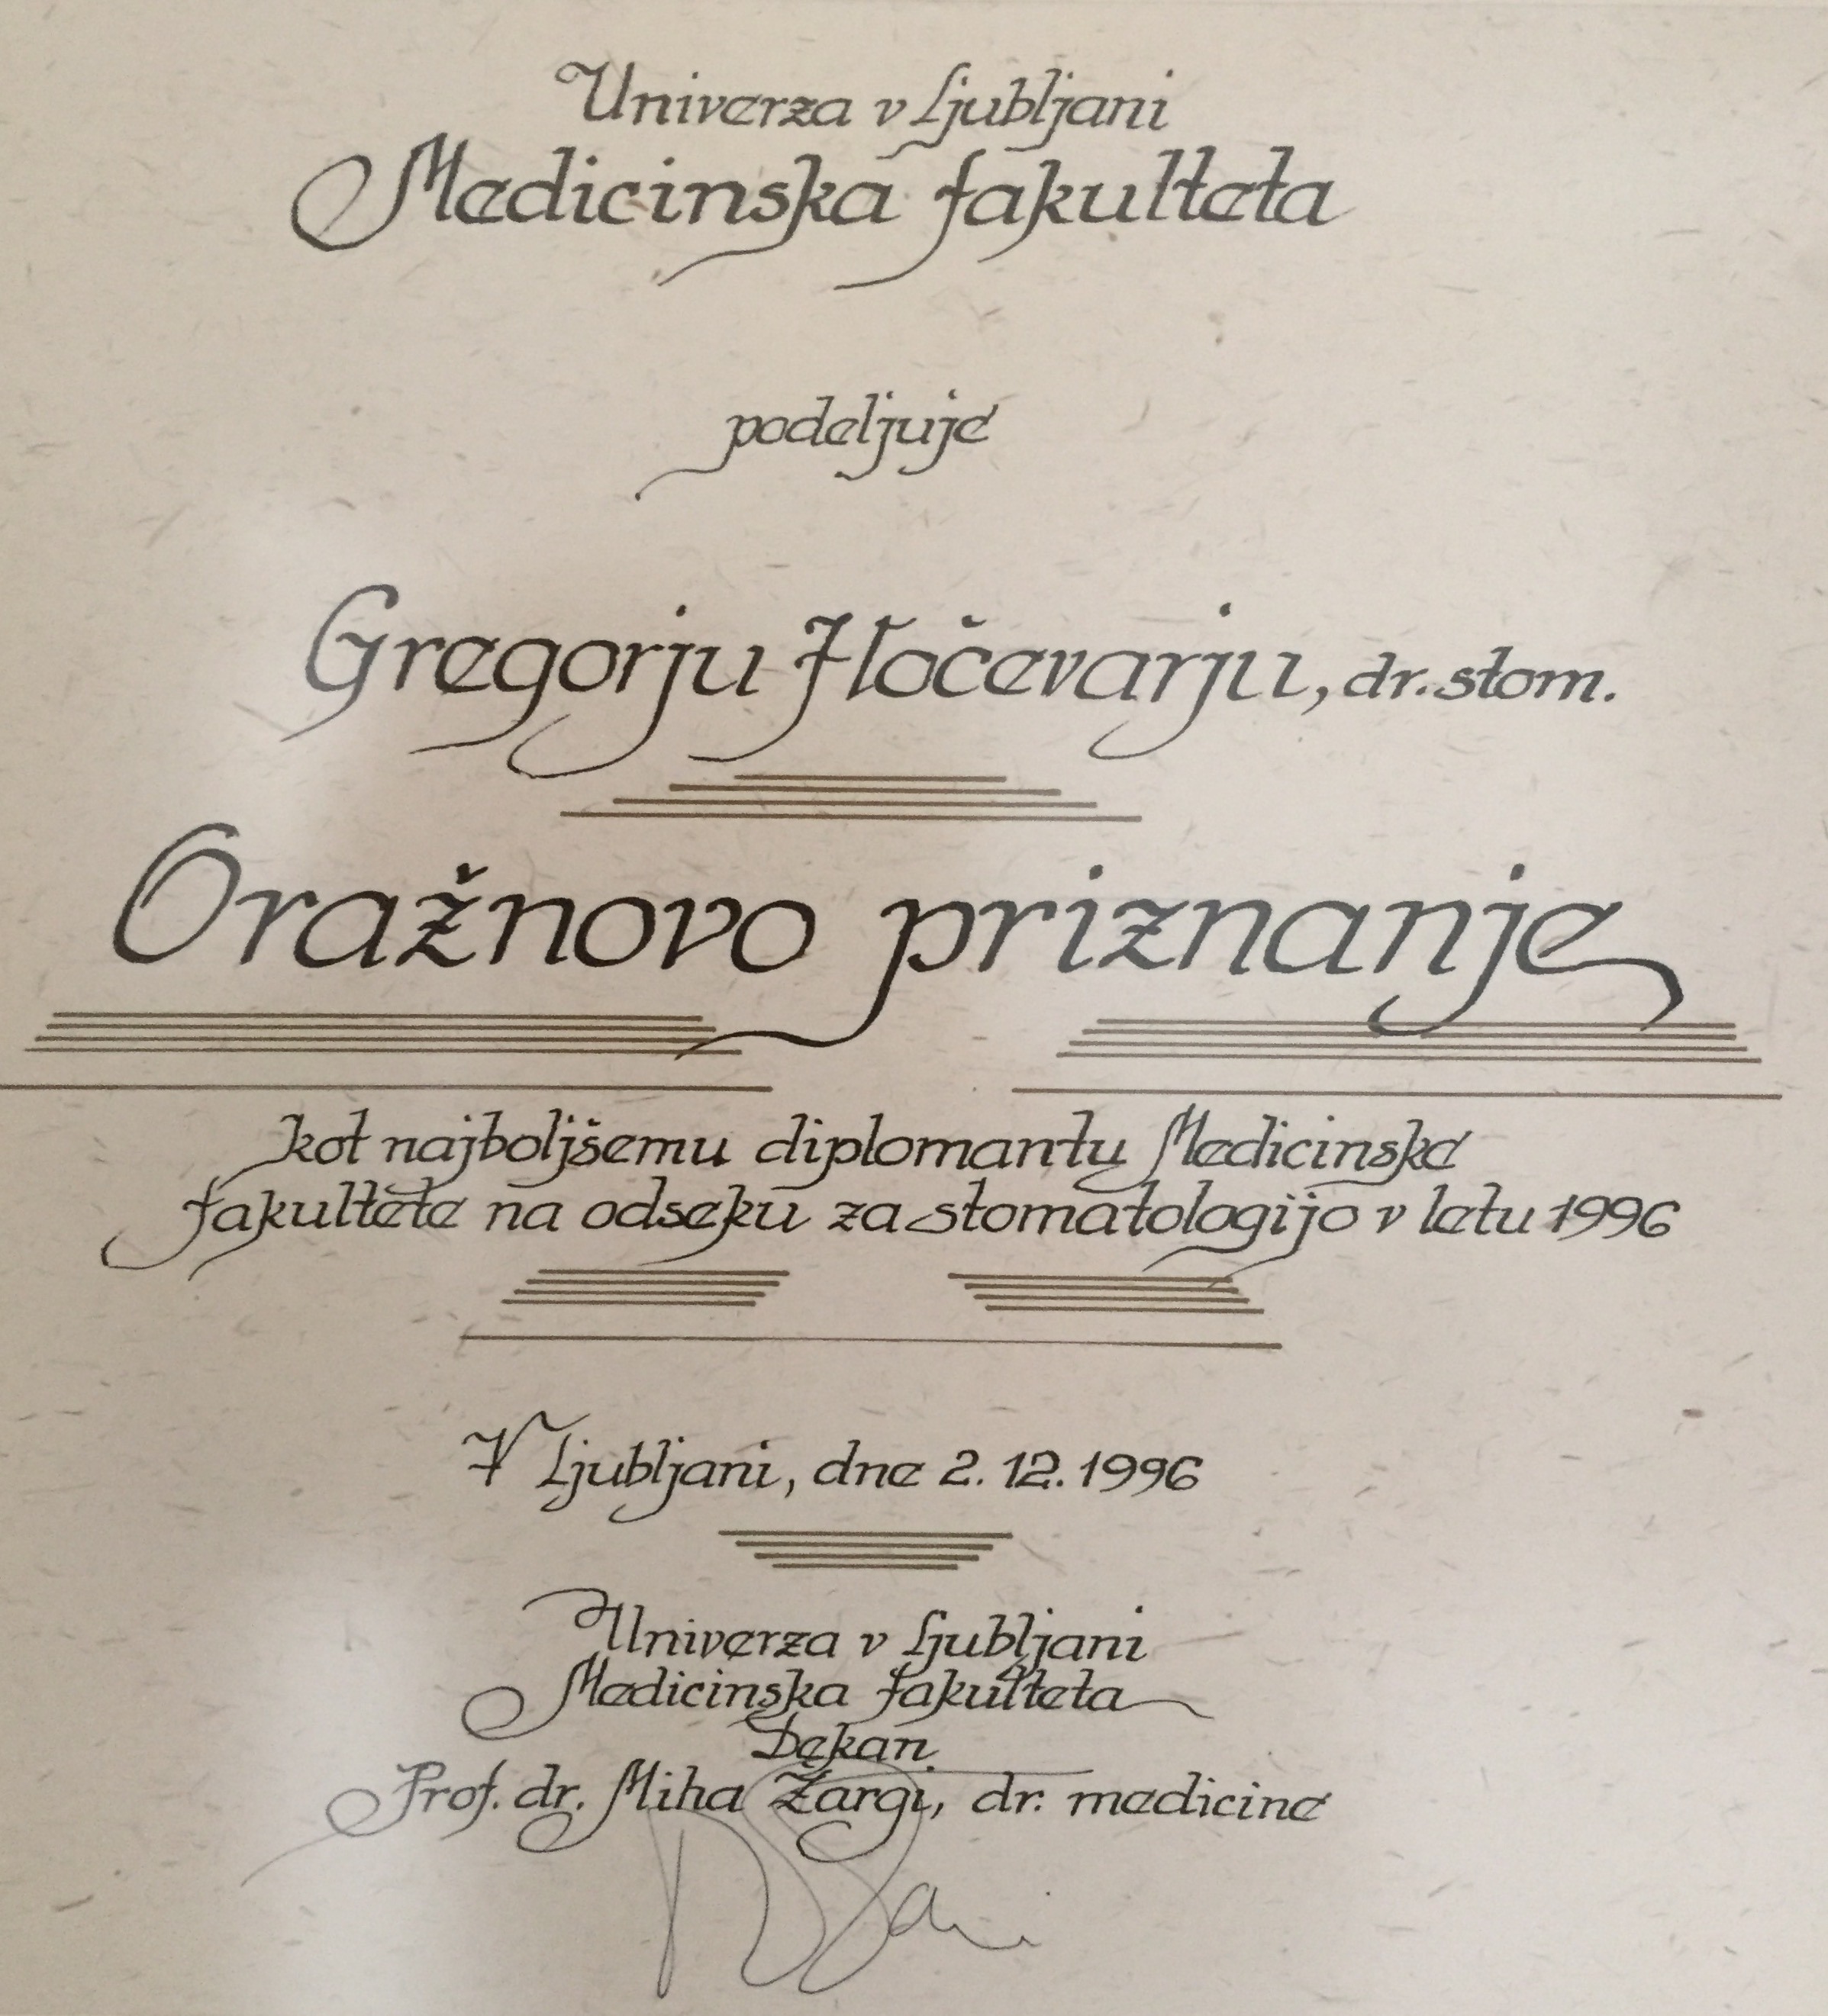 Univerza v Ljubljani
Medicinska fakulteta
podeljuje
Gregorju Hočevarju, dr. stom.
Oražnovo priznanje
kot najboljšemu diplomantu Medicinske
fakultete na odseku za stomatologijo v letu 1996
V Ljubljani, dne 2. 12. 1996
Univerza v Ljubljani
Medicinska fakulteta
Dekan
Prof. dr. Miha Žargi, dr. medicine